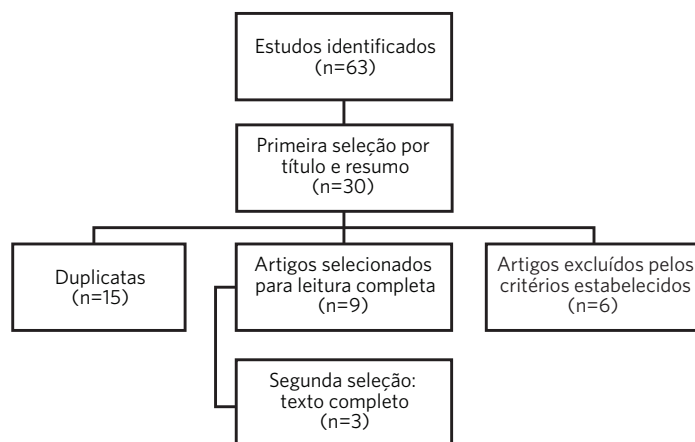 Estudos identificados
(n=63)
Primeira seleção por
título e resumo
(n=30)
Duplicatas
(n=15)
Artigos selecionados
para leitura completa
(n=9)
Artigos excluídos pelos
critérios estabelecidos
(n=6)
Segunda seleção:
texto completo
(n=3)